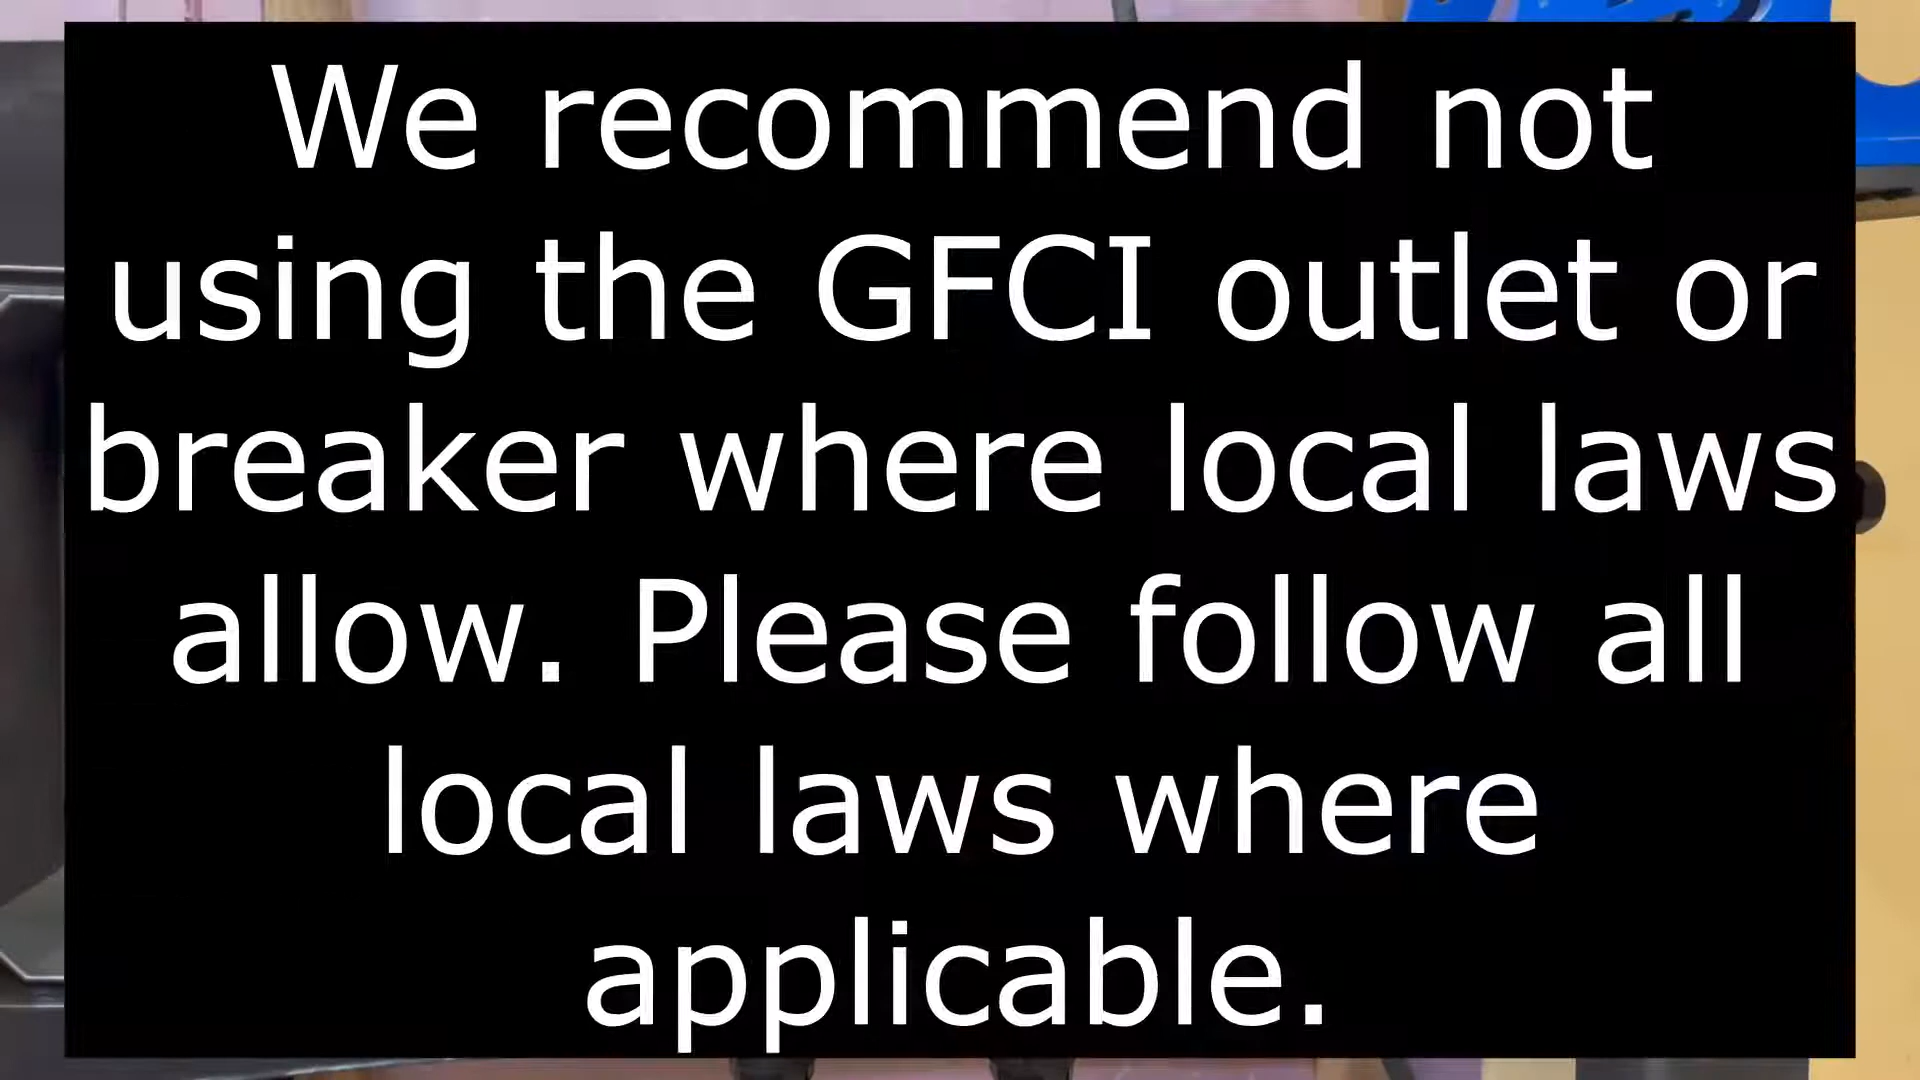 We recommend not
using the GFCI outlet or
breaker where local laws
allow. Please follow all
local laws where
applicable.